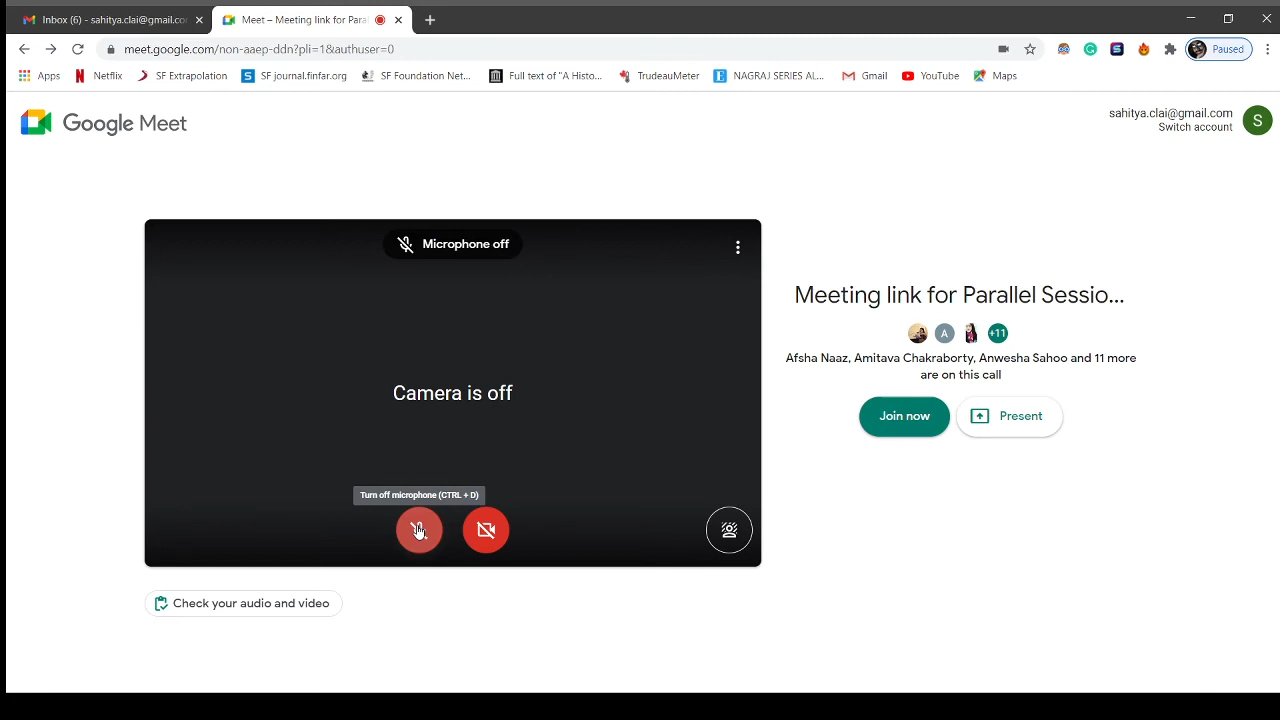 Inbox (6) - sahitya.clai@gmail.co
Meet – Meeting link for Para
meet.google.com/non-aaep-ddn?pli=1&authuser=0
Paused
Apps
Netflix
SF Extrapolation
SF journal.finfar.org
SF Foundation Net...
Full text of "A Histo...
TrudeauMeter
NAGRAJ SERIES AL...
Gmail
YouTube
Maps
Google Meet
sahitya.clai@gmail.com
Switch account
S
Microphone off
Camera is off
Turn off microphone (CTRL + D)
Check your audio and video
Meeting link for Parallel Sessio...
A
+11
Afsha Naaz, Amitava Chakraborty, Anwesha Sahoo and 11 more
are on this call
Join now
Present